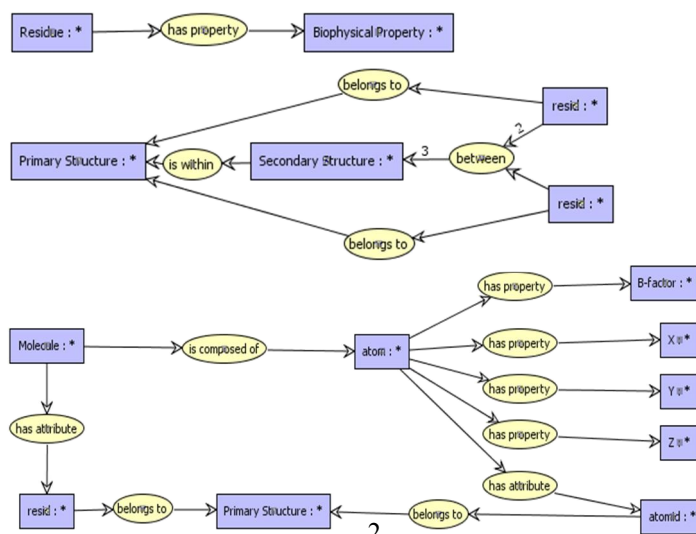 Residue : *
has property
Biophysical Property : *
belongs to
resid : *
2
Primary Structure : *
is within
Secondary Structure : *
3
between
resid : *
belongs to
has property
B-factor : *
Molecule : *
is composed of
atom : *
has property
X : *
has property
Y : *
has attribute
has property
Z : *
has attribute
resid : *
belongs to
Primary Structure : *
belongs to
atomId : *
2